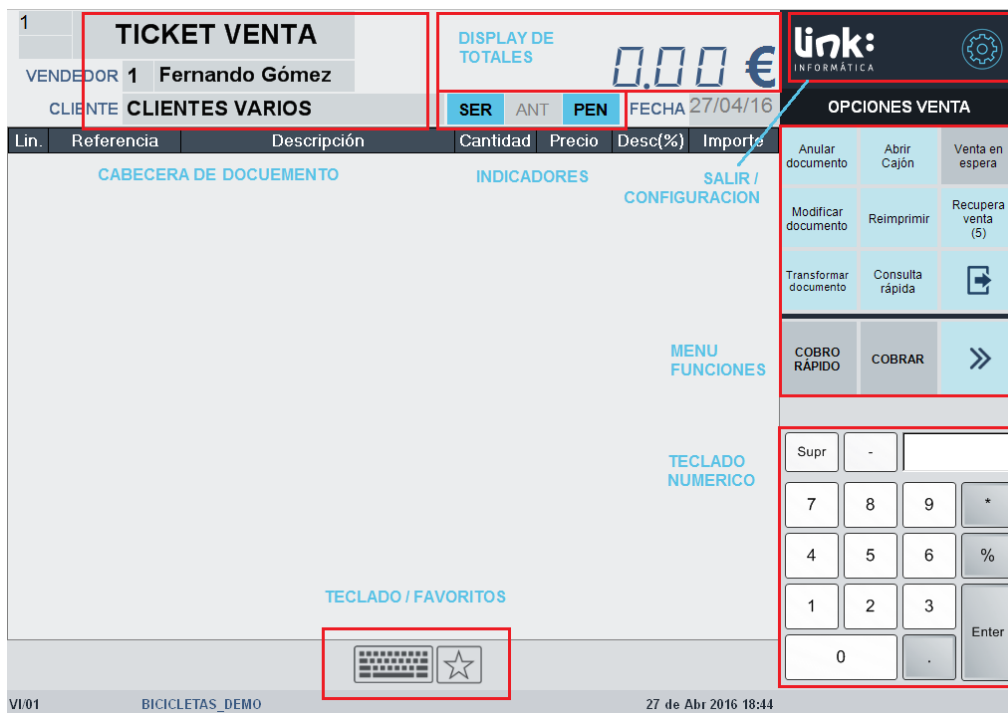 1
TICKET VENTA
VENDEDOR 1 Fernando Gómez
CLIENTE CLIENTES VARIOS
DISPLAY DE
TOTALES
0.00 €
SER ANT PEN FECHA 27/04/16
link:
INFORMÁTICA
OPCIONES VENTA
Lin. Referencia Descripción Cantidad Precio Desc(%) Importe
CABECERA DE DOCUEMENTO
INDICADORES
SALIR /
CONFIGURACION
Anular
documento
Abrir
Cajón
Venta en
espera
Modificar
documento
Reimprimir
Recupera
venta
(5)
Transformar
documento
Consulta
rápida
MENU
FUNCIONES
COBRO
RÁPIDO
COBRAR
TECLADO
NUMERICO
Supr -
7 8 9 *
4 5 6 %
1 2 3
Enter
0 .
TECLADO / FAVORITOS
VI/01 BICICLETAS_DEMO 27 de Abr 2016 18:44